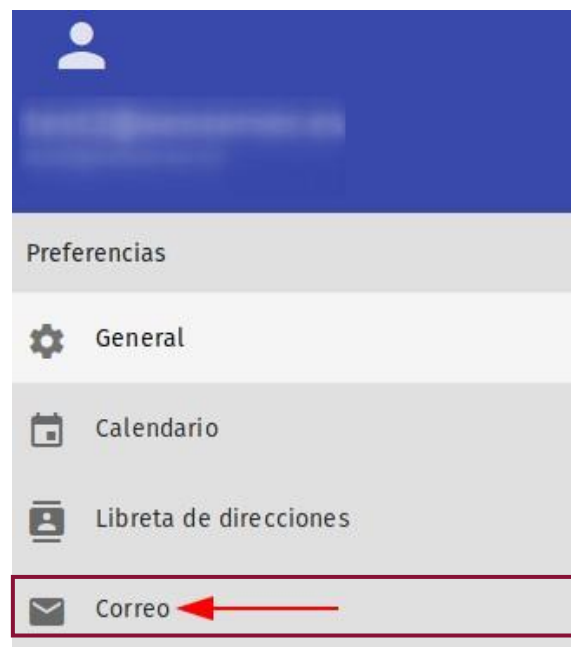 Preferencias
General
Calendario
Libreta de direcciones
Correo